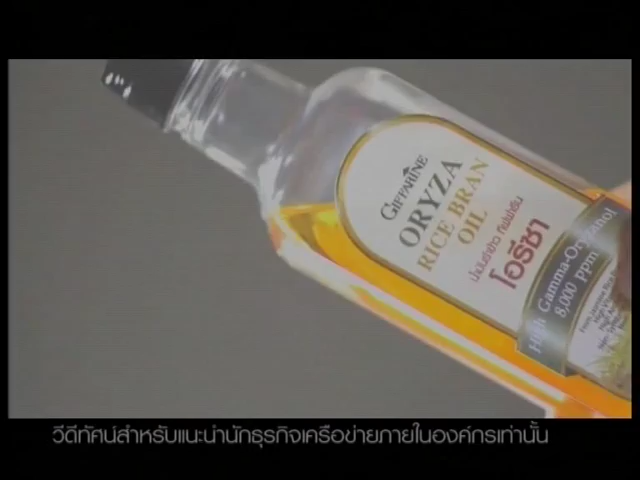 GIFFARINE
ORYZA
RICE BRAN
OIL
น้ำมันรำข้าว กิฟฟารีน
โอรีซา
High Gamma-Oryzanol
8,000 ppm
วีดีทัศน์สำหรับแนะนำนักธุรกิจเครือข่ายภายในองค์กรเท่านั้น